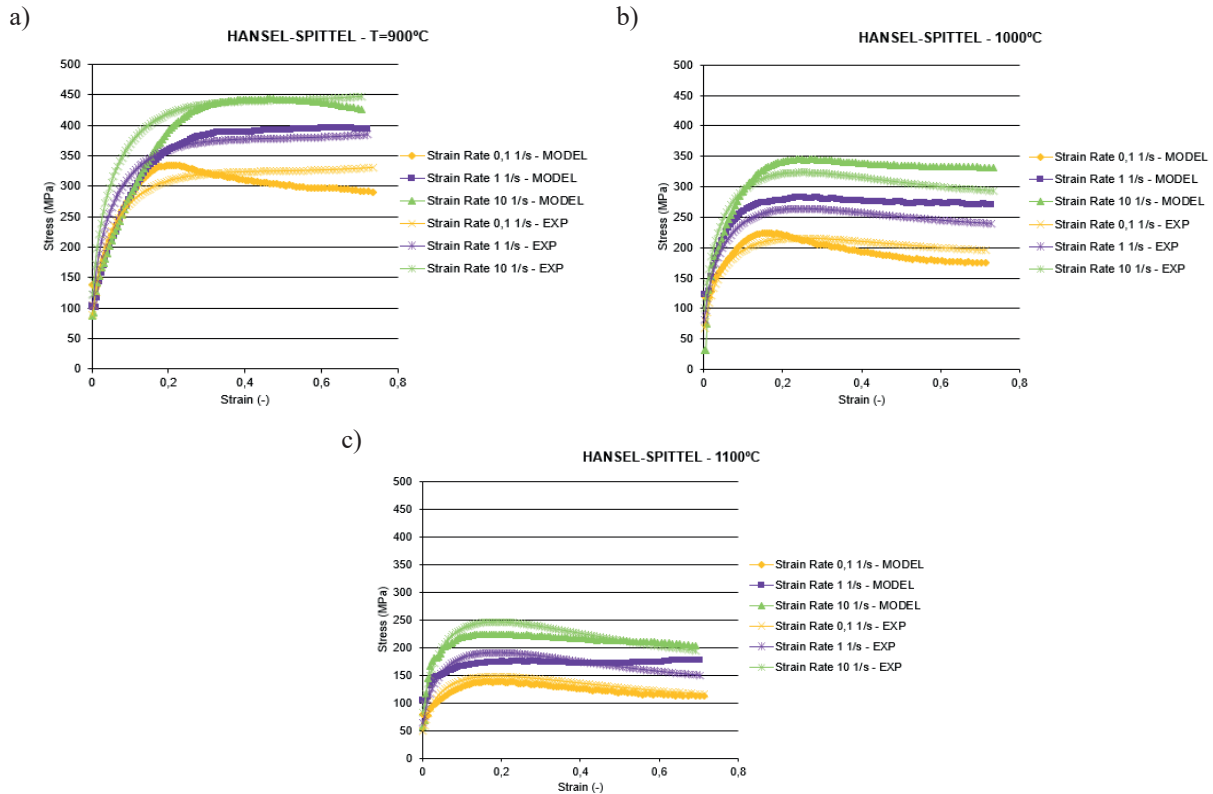 a)
HANSEL-SPITTEL - T=900ºC
500
450
400
350
300
250
200
150
100
50
0
Stress (MPa)
0
0,2
0,4
0,6
0,8
Strain (-)
Strain Rate 0,1 1/s - MODEL
Strain Rate 1 1/s - MODEL
Strain Rate 10 1/s - MODEL
Strain Rate 0,1 1/s - EXP
Strain Rate 1 1/s - EXP
Strain Rate 10 1/s - EXP
b)
HANSEL-SPITTEL - 1000ºC
500
450
400
350
300
250
200
150
100
50
0
Stress (MPa)
0
0,2
0,4
0,6
0,8
Strain (-)
Strain Rate 0,1 1/s - MODEL
Strain Rate 1 1/s - MODEL
Strain Rate 10 1/s - MODEL
Strain Rate 0,1 1/s - EXP
Strain Rate 1 1/s - EXP
Strain Rate 10 1/s - EXP
c)
HANSEL-SPITTEL - 1100ºC
500
450
400
350
300
250
200
150
100
50
0
Stress (MPa)
0
0,2
0,4
0,6
0,8
Strain (-)
Strain Rate 0,1 1/s - MODEL
Strain Rate 1 1/s - MODEL
Strain Rate 10 1/s - MODEL
Strain Rate 0,1 1/s - EXP
Strain Rate 1 1/s - EXP
Strain Rate 10 1/s - EXP